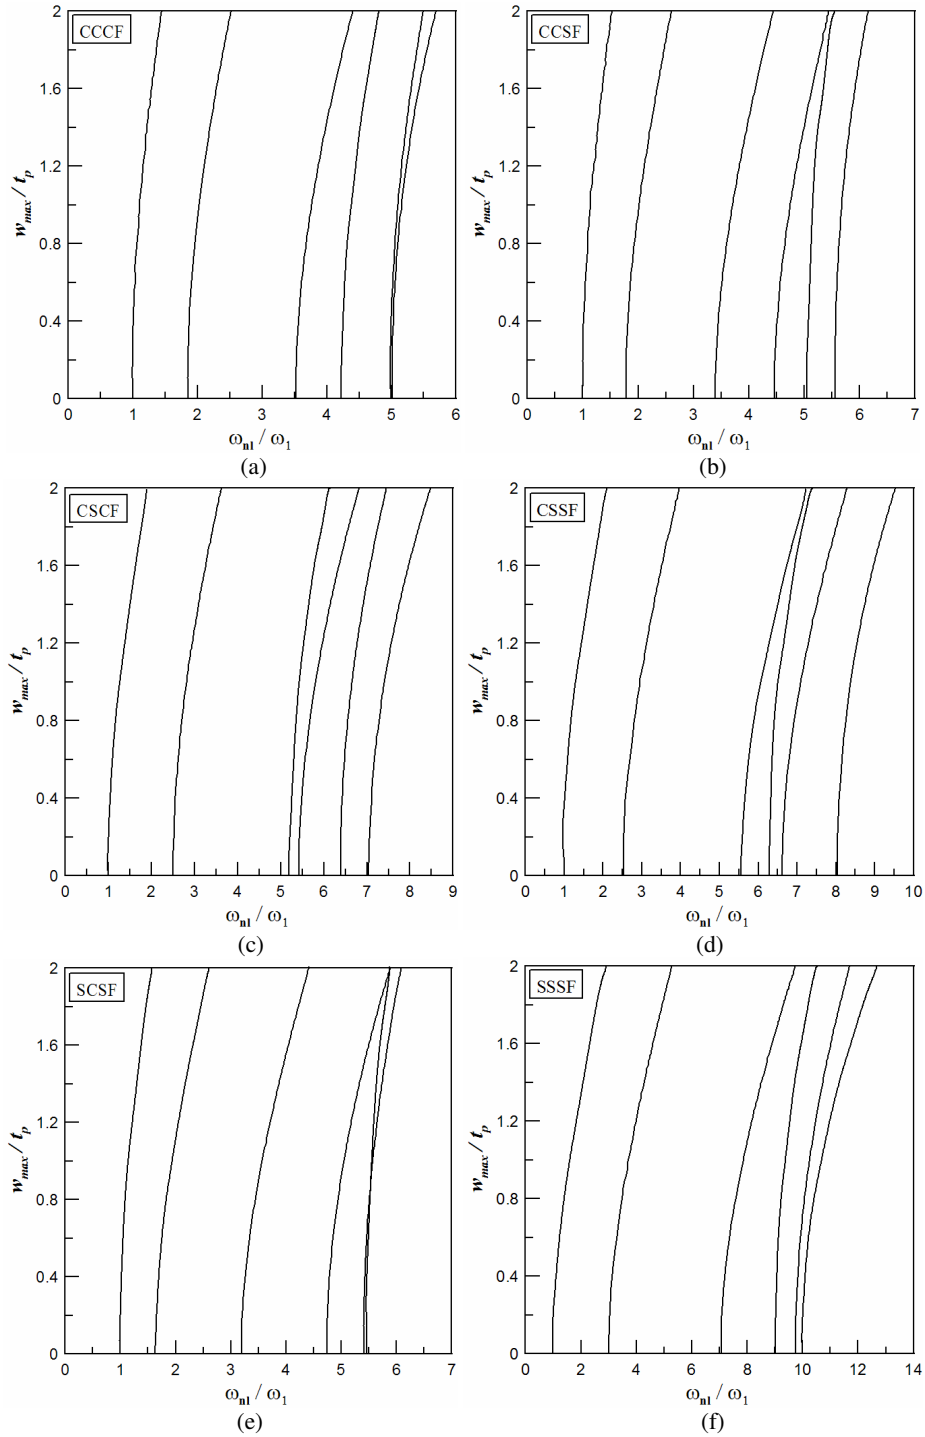 CCCF
2
1.6
1.2
0.8
0.4
0
w_max / t_p
0 1 2 3 4 5 6
ω_nl / ω_1
(a)
CCSF
2
1.6
1.2
0.8
0.4
0
w_max / t_p
0 1 2 3 4 5 6 7
ω_nl / ω_1
(b)
CSCF
2
1.6
1.2
0.8
0.4
0
w_max / t_p
0 1 2 3 4 5 6 7 8 9
ω_nl / ω_1
(c)
CSSF
2
1.6
1.2
0.8
0.4
0
w_max / t_p
0 1 2 3 4 5 6 7 8 9 10
ω_nl / ω_1
(d)
SCSF
2
1.6
1.2
0.8
0.4
0
w_max / t_p
0 1 2 3 4 5 6 7
ω_nl / ω_1
(e)
SSSF
2
1.6
1.2
0.8
0.4
0
w_max / t_p
0 2 4 6 8 10 12 14
ω_nl / ω_1
(f)